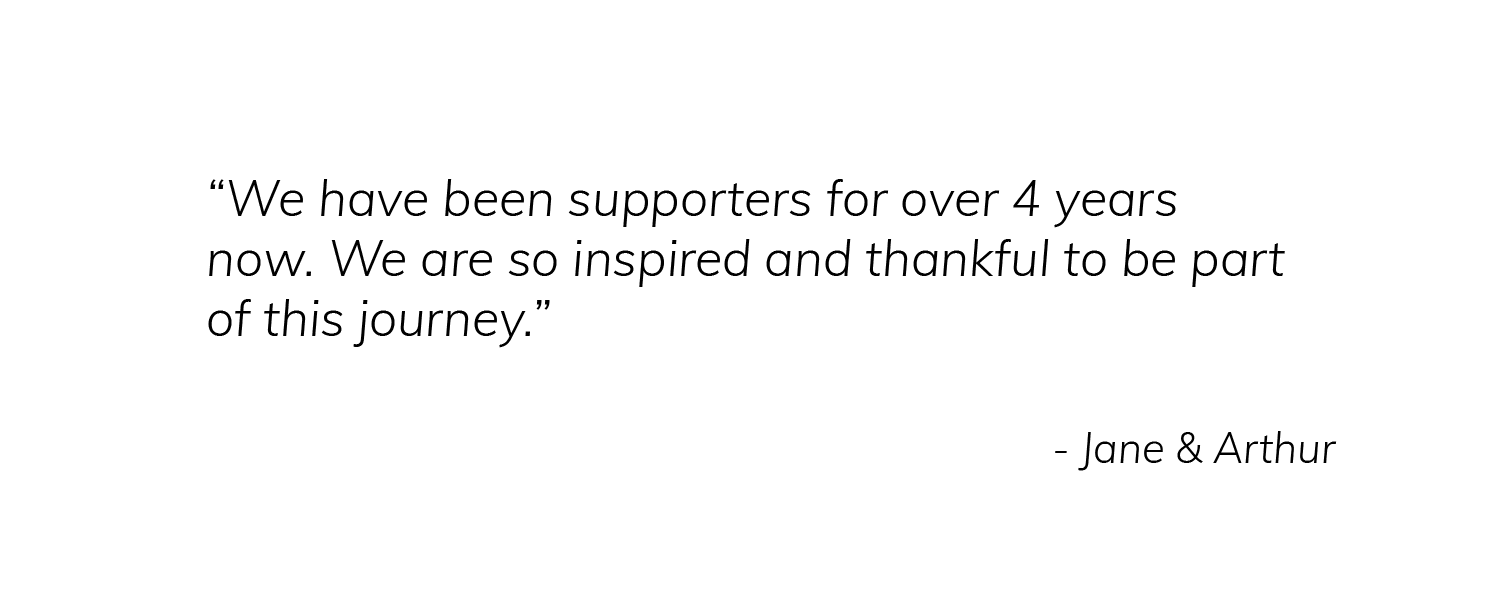 “We have been supporters for over 4 years
now. We are so inspired and thankful to be part
of this journey.”
- Jane & Arthur